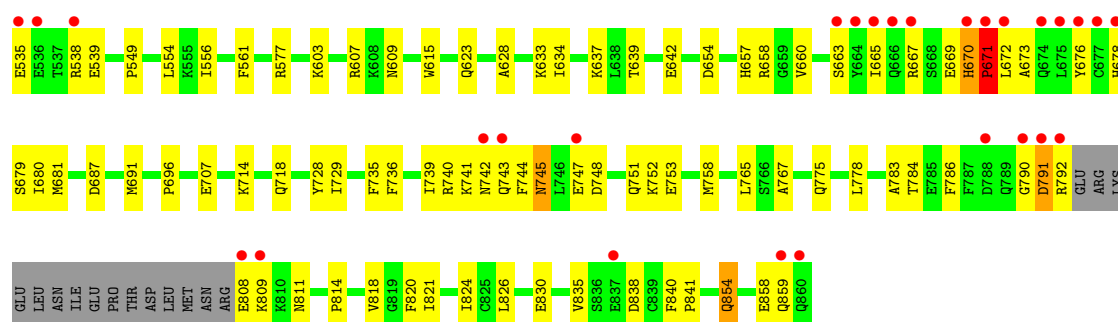 E535 E536 T537 R538 E539 P549 L554 K555 I556 F561 R577 K603 R607 K608 N609 W615 Q623 A628 K633 I634 K637 L638 T639 E642 D654 H657 R658 G659 V660 S663 Y664 I665 Q666 R667 S668 E669 H670 P671 L672 A673 Q674 L675 Y676 C677 H678
S679 I680 M681 D687 M691 P696 E707 K714 Q718 Y728 I729 F735 F736 I739 R740 K741 N742 Q743 F744 N745 L746 E747 D748 Q751 K752 E753 M758 L765 S766 A767 Q775 L778 A783 T784 E785 F786 F787 D788 Q789 G790 D791 R792 GLU ARG LYS
GLU LEU ASN ILE GLU PRO THR ASP LEU MET ASN ARG E808 K809 K810 N811 P814 V818 G819 F820 I821 I824 C825 L826 E830 V835 S836 E837 D838 C839 F840 P841 Q854 E858 Q859 Q860